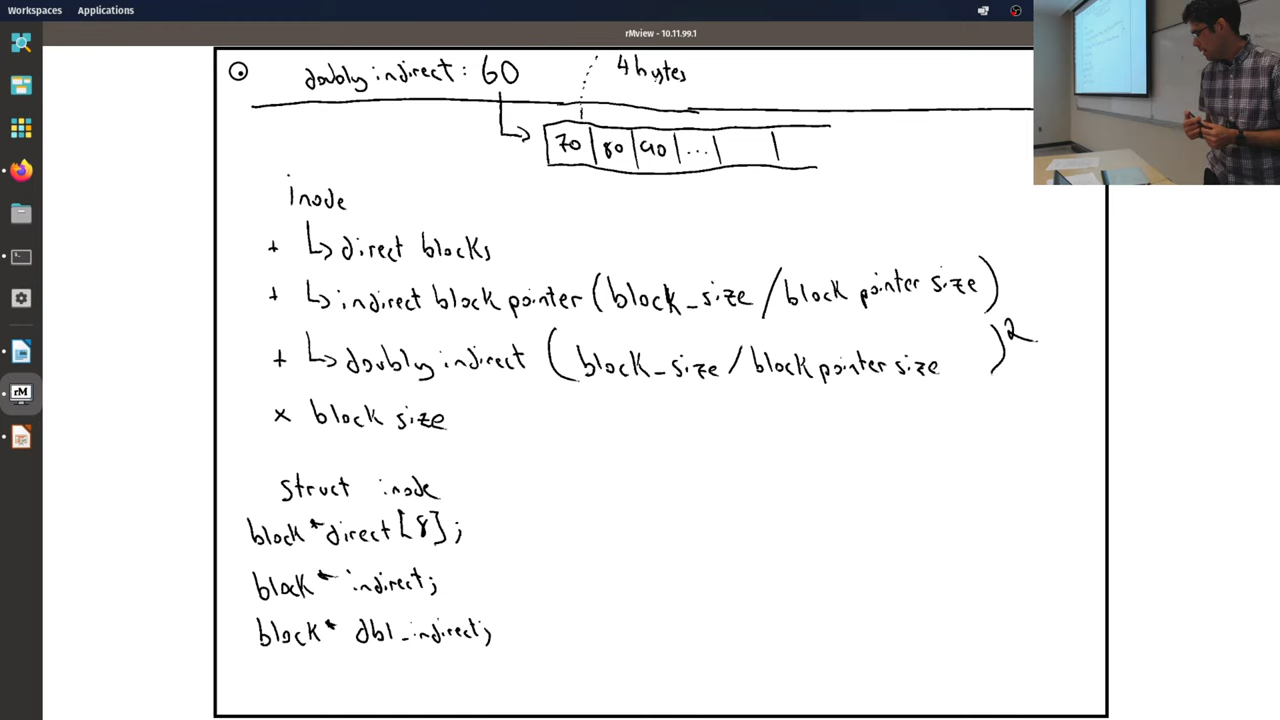 Workspaces Applications
rMview - 10.11.99.1
doubly indirect: 60
4 bytes
70 80 90 ...
inode
+ ↳ direct blocks
+ ↳ indirect block pointer (block_size / block pointer size)
+ ↳ doubly indirect (block_size / block pointer size )2
x block size
struct inode
block * direct [8];
block * indirect;
block * dbl_indirect;
rM